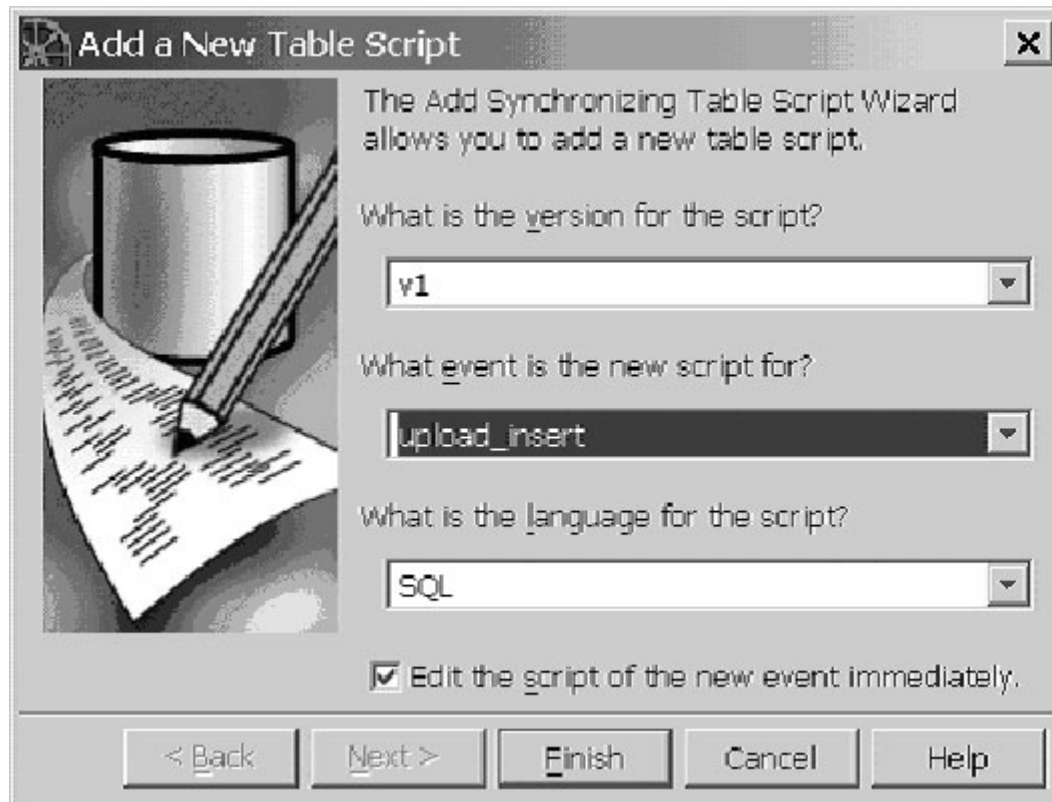 Add a New Table Script
The Add Synchronizing Table Script Wizard
allows you to add a new table script.
What is the version for the script?
v1
What event is the new script for?
upload_insert
What is the language for the script?
SQL
Edit the script of the new event immediately.
< Back Next > Finish Cancel Help